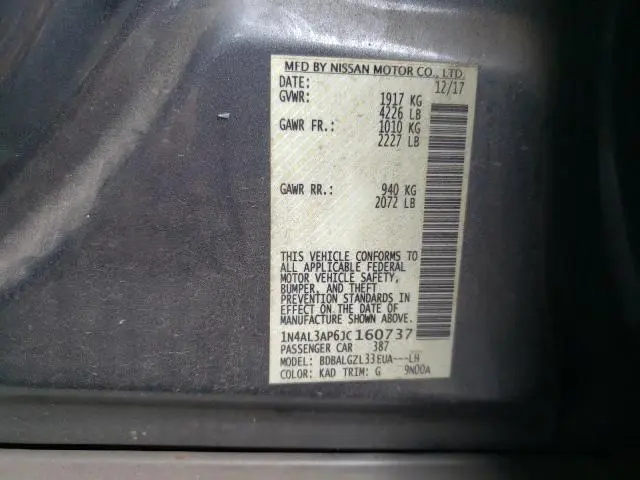 MFD BY NISSAN MOTOR CO., LTD.
DATE: 12/17
GVWR: 1917 KG
4226 LB
GAWR FR.: 1010 KG
2227 LB
GAWR RR.: 940 KG
2072 LB
THIS VEHICLE CONFORMS TO
ALL APPLICABLE FEDERAL
MOTOR VEHICLE SAFETY,
BUMPER, AND THEFT
PREVENTION STANDARDS IN
EFFECT ON THE DATE OF
MANUFACTURE SHOWN ABOVE.
1N4AL3AP6JC160737
PASSENGER CAR 387
MODEL: BDBALGZL33EUA---LH
COLOR: KAD TRIM: G 9N00A